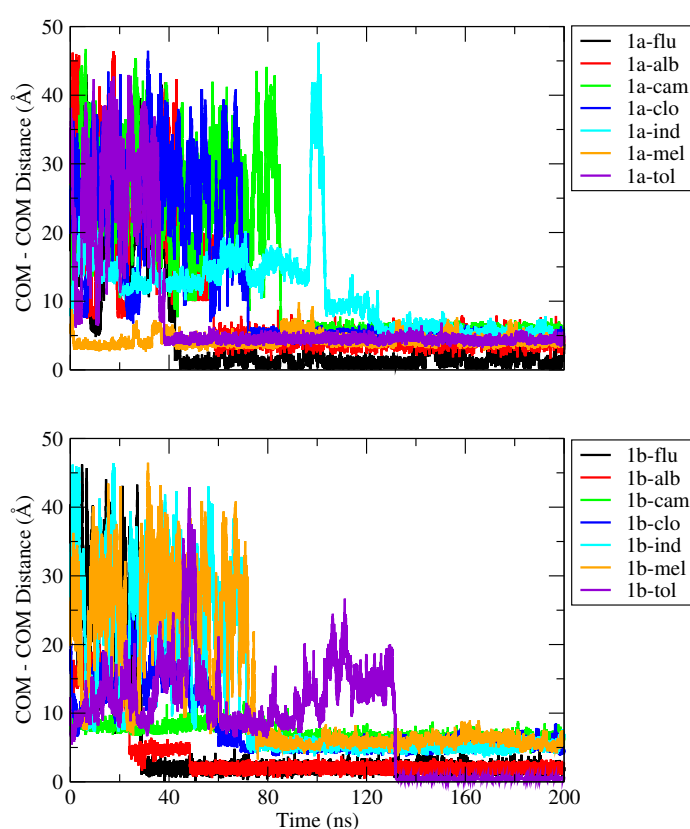 50
40
30
20
10
0
COM - COM Distance (Å)
1a-flu
1a-alb
1a-cam
1a-clo
1a-ind
1a-mel
1a-tol
50
40
30
20
10
0
COM - COM Distance (Å)
0 40 80 120 160 200
Time (ns)
1b-flu
1b-alb
1b-cam
1b-clo
1b-ind
1b-mel
1b-tol